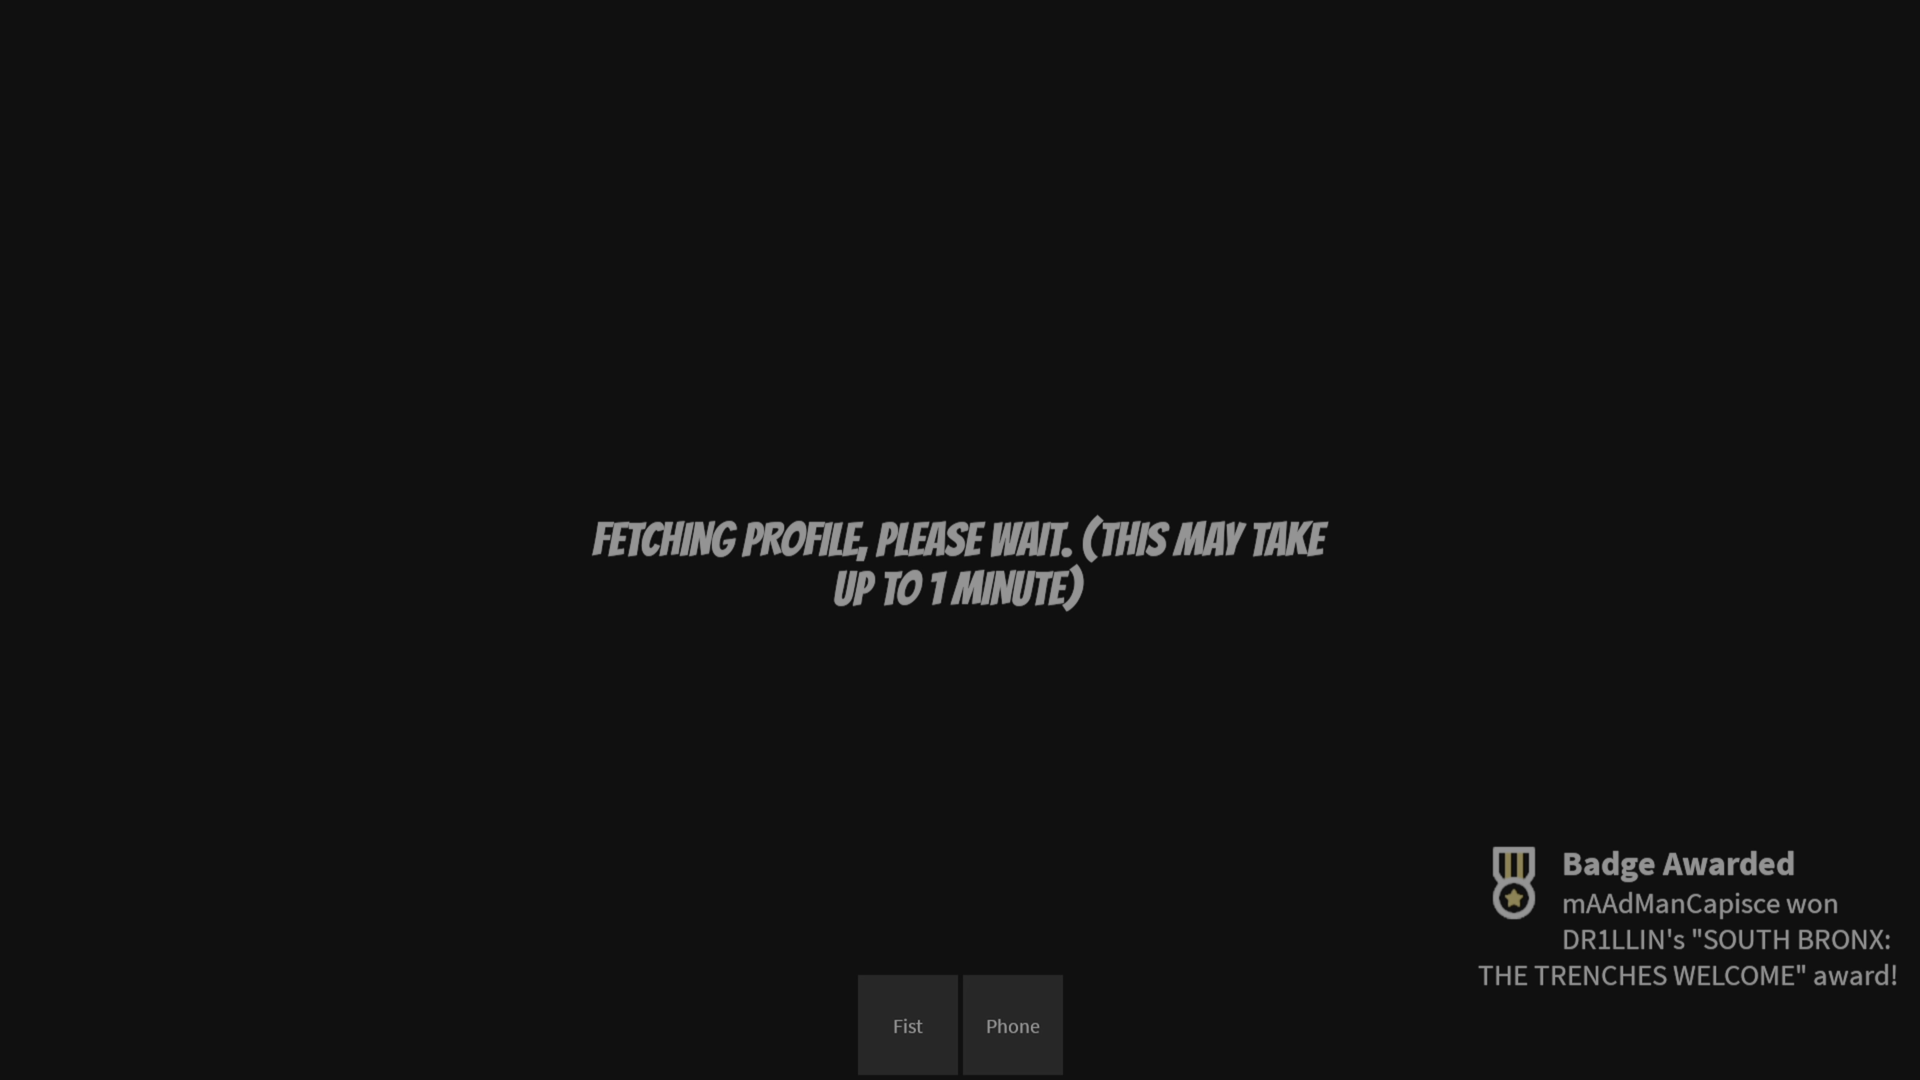 FETCHING PROFILE, PLEASE WAIT. (THIS MAY TAKE
UP TO 1 MINUTE)
Badge Awarded
mAAdManCapisce won
DR1LLIN's "SOUTH BRONX:
THE TRENCHES WELCOME" award!
Fist
Phone